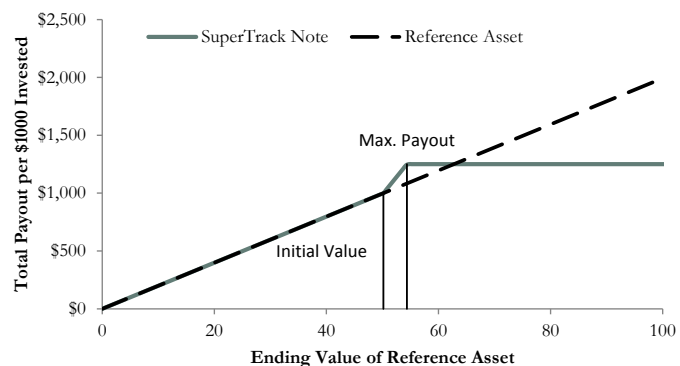 $2,500
SuperTrack Note
Reference Asset
$2,000
$1,500
Max. Payout
$1,000
$500
Initial Value
$0
0
20
40
60
80
100
Total Payout per $1000 Invested
Ending Value of Reference Asset